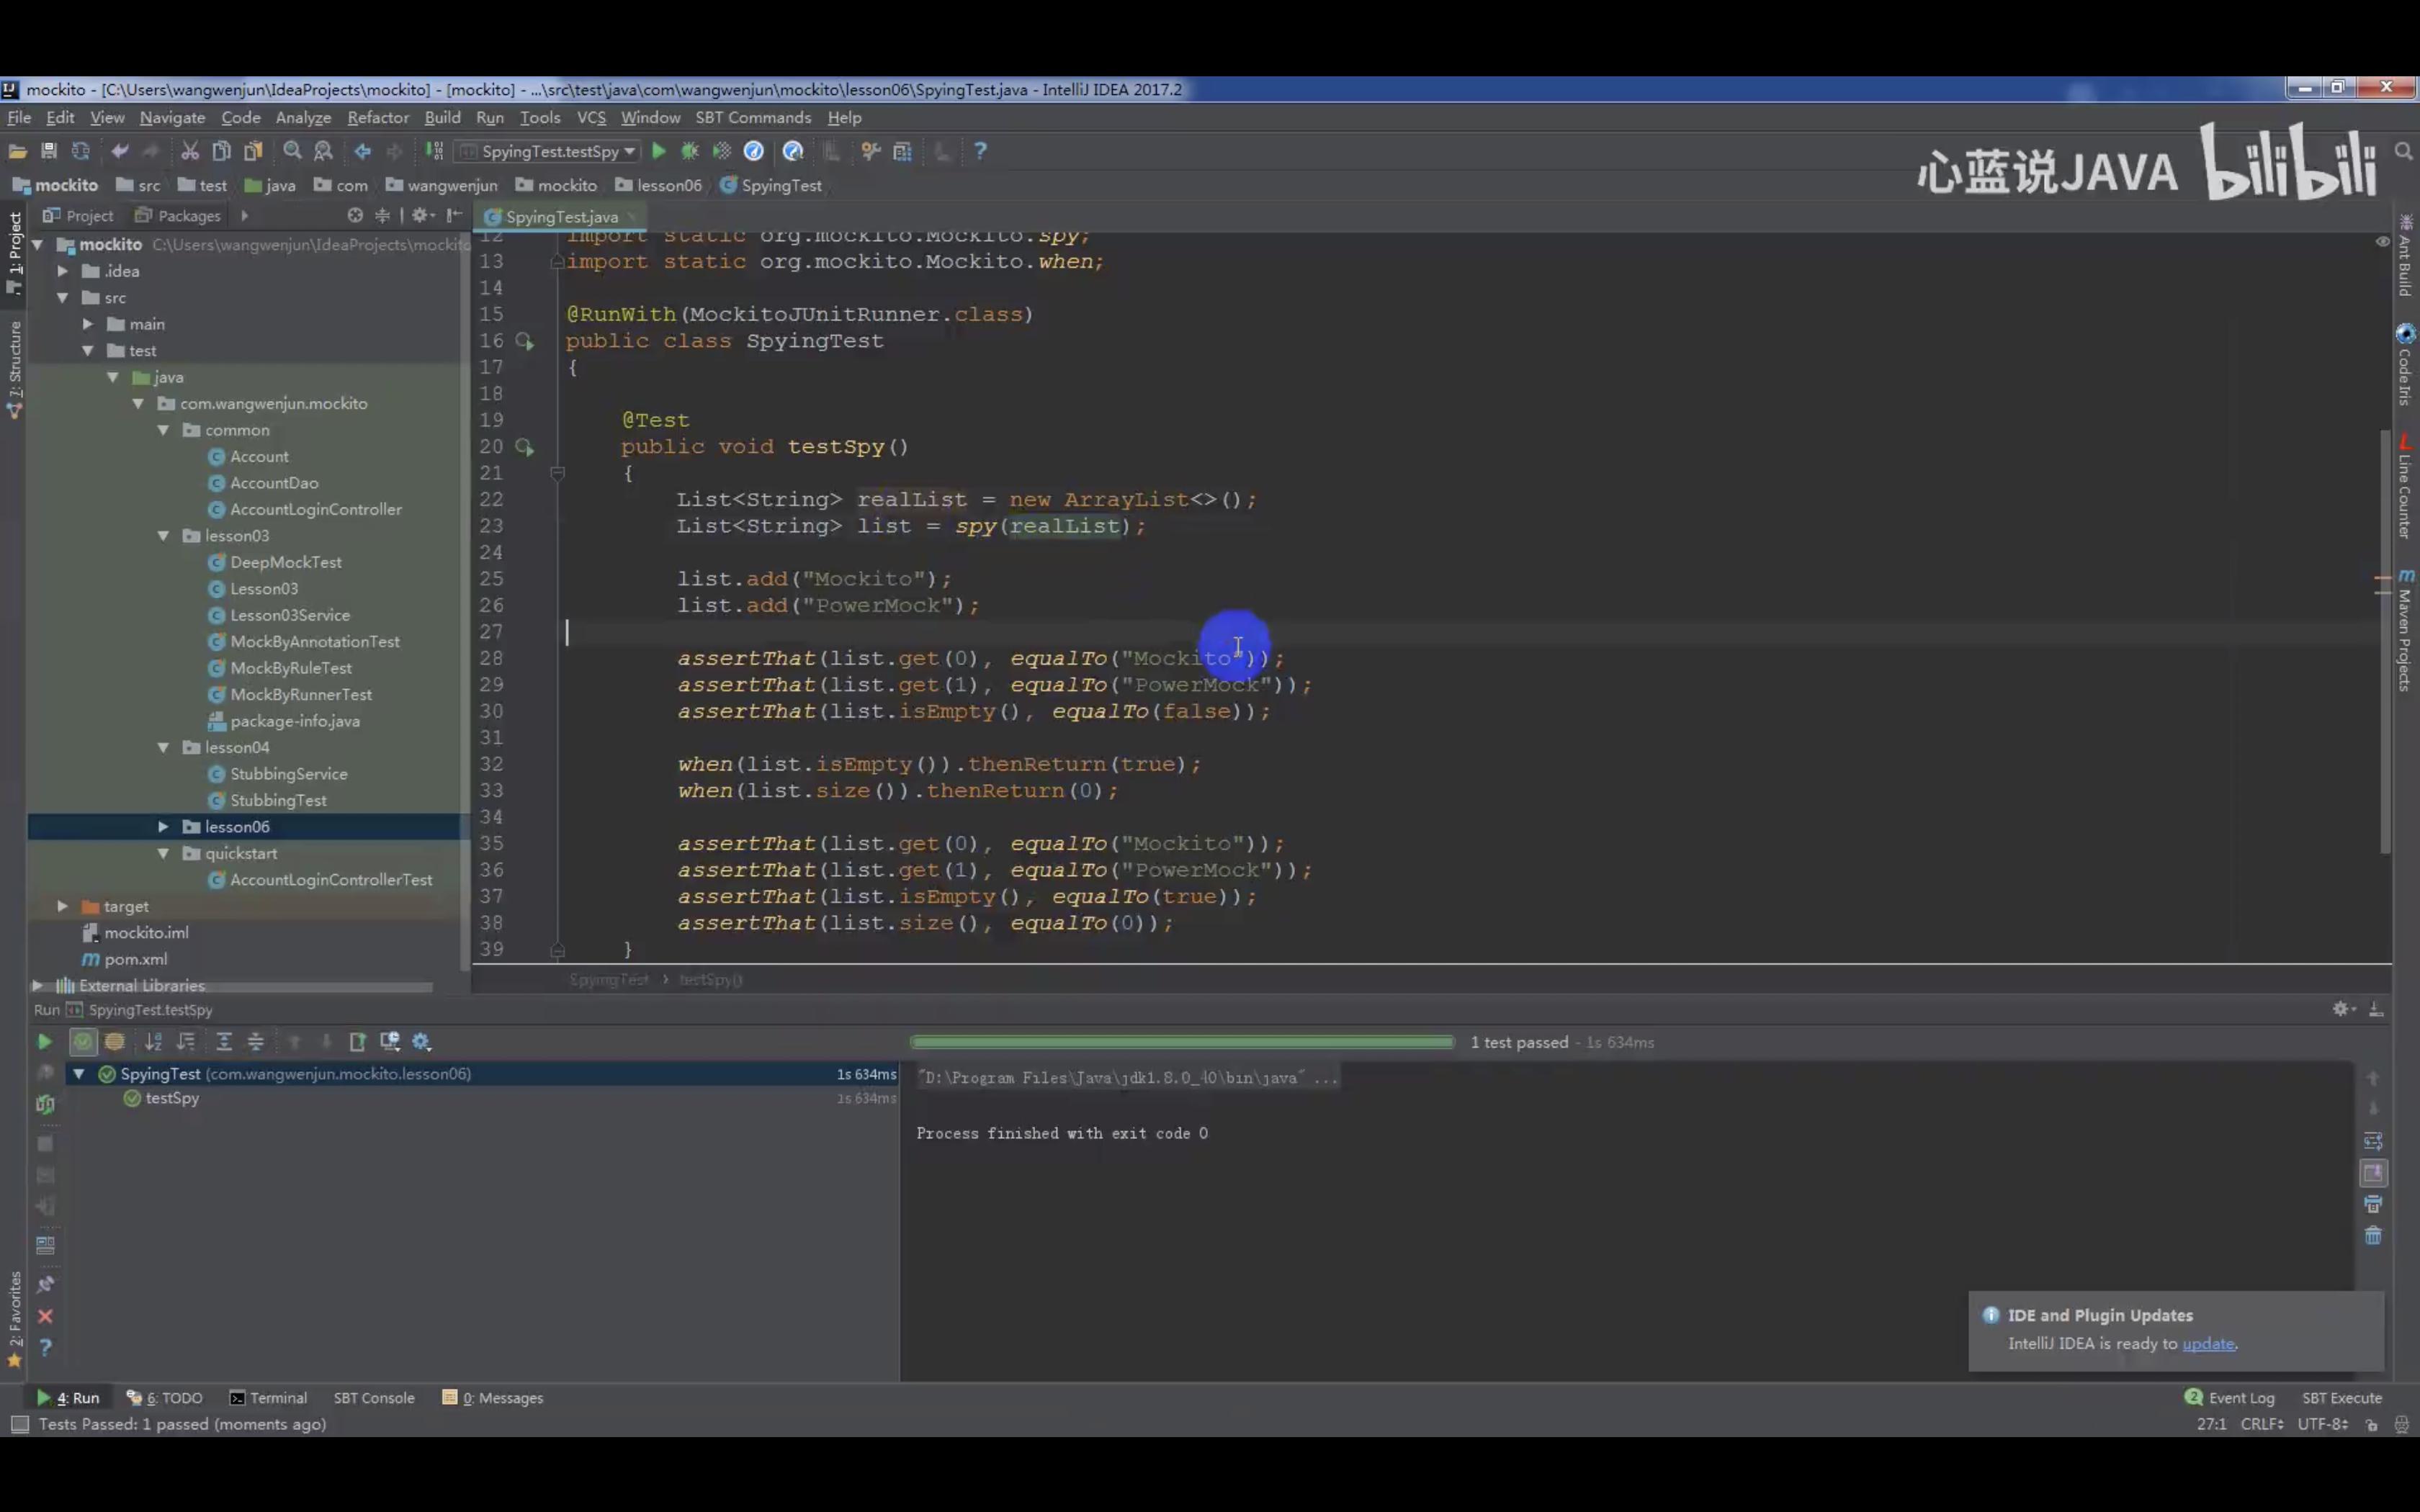 mockito - [C:\Users\wangwenjun\IdeaProjects\mockito] - [mockito] - ...\src\test\java\com\wangwenjun\mockito\lesson06\SpyingTest.java - IntelliJ IDEA 2017.2
File Edit View Navigate Code Analyze Refactor Build Run Tools VCS Window SBT Commands Help
SpyingTest.testSpy
心蓝说JAVA bilibili
mockito src test java com wangwenjun mockito lesson06 SpyingTest
Project Packages
SpyingTest.java
1: Project
7: Structure
2: Favorites
mockito C:\Users\wangwenjun\IdeaProjects\mockito
.idea
src
main
test
java
com.wangwenjun.mockito
common
Account
AccountDao
AccountLoginController
lesson03
DeepMockTest
Lesson03
Lesson03Service
MockByAnnotationTest
MockByRuleTest
MockByRunnerTest
package-info.java
lesson04
StubbingService
StubbingTest
lesson06
quickstart
AccountLoginControllerTest
target
mockito.iml
pom.xml
External Libraries
12 import static org.mockito.Mockito.spy;
13 import static org.mockito.Mockito.when;
14
15 @RunWith(MockitoJUnitRunner.class)
16 public class SpyingTest
17 {
18
19 @Test
20 public void testSpy()
21 {
22 List<String> realList = new ArrayList<>();
23 List<String> list = spy(realList);
24
25 list.add("Mockito");
26 list.add("PowerMock");
27
28 assertThat(list.get(0), equalTo("Mockito"));
29 assertThat(list.get(1), equalTo("PowerMock"));
30 assertThat(list.isEmpty(), equalTo(false));
31
32 when(list.isEmpty()).thenReturn(true);
33 when(list.size()).thenReturn(0);
34
35 assertThat(list.get(0), equalTo("Mockito"));
36 assertThat(list.get(1), equalTo("PowerMock"));
37 assertThat(list.isEmpty(), equalTo(true));
38 assertThat(list.size(), equalTo(0));
39 }
SpyingTest › testSpy()
Ant Build
Code Iris
Line Counter
Maven Projects
Run SpyingTest.testSpy
1 test passed - 1s 634ms
SpyingTest (com.wangwenjun.mockito.lesson06) 1s 634ms
testSpy 1s 634ms
"D:\Program Files\Java\jdk1.8.0_40\bin\java" ...
Process finished with exit code 0
IDE and Plugin Updates
IntelliJ IDEA is ready to update.
4: Run 6: TODO Terminal SBT Console 0: Messages 2 Event Log SBT Execute
Tests Passed: 1 passed (moments ago) 27:1 CRLF UTF-8